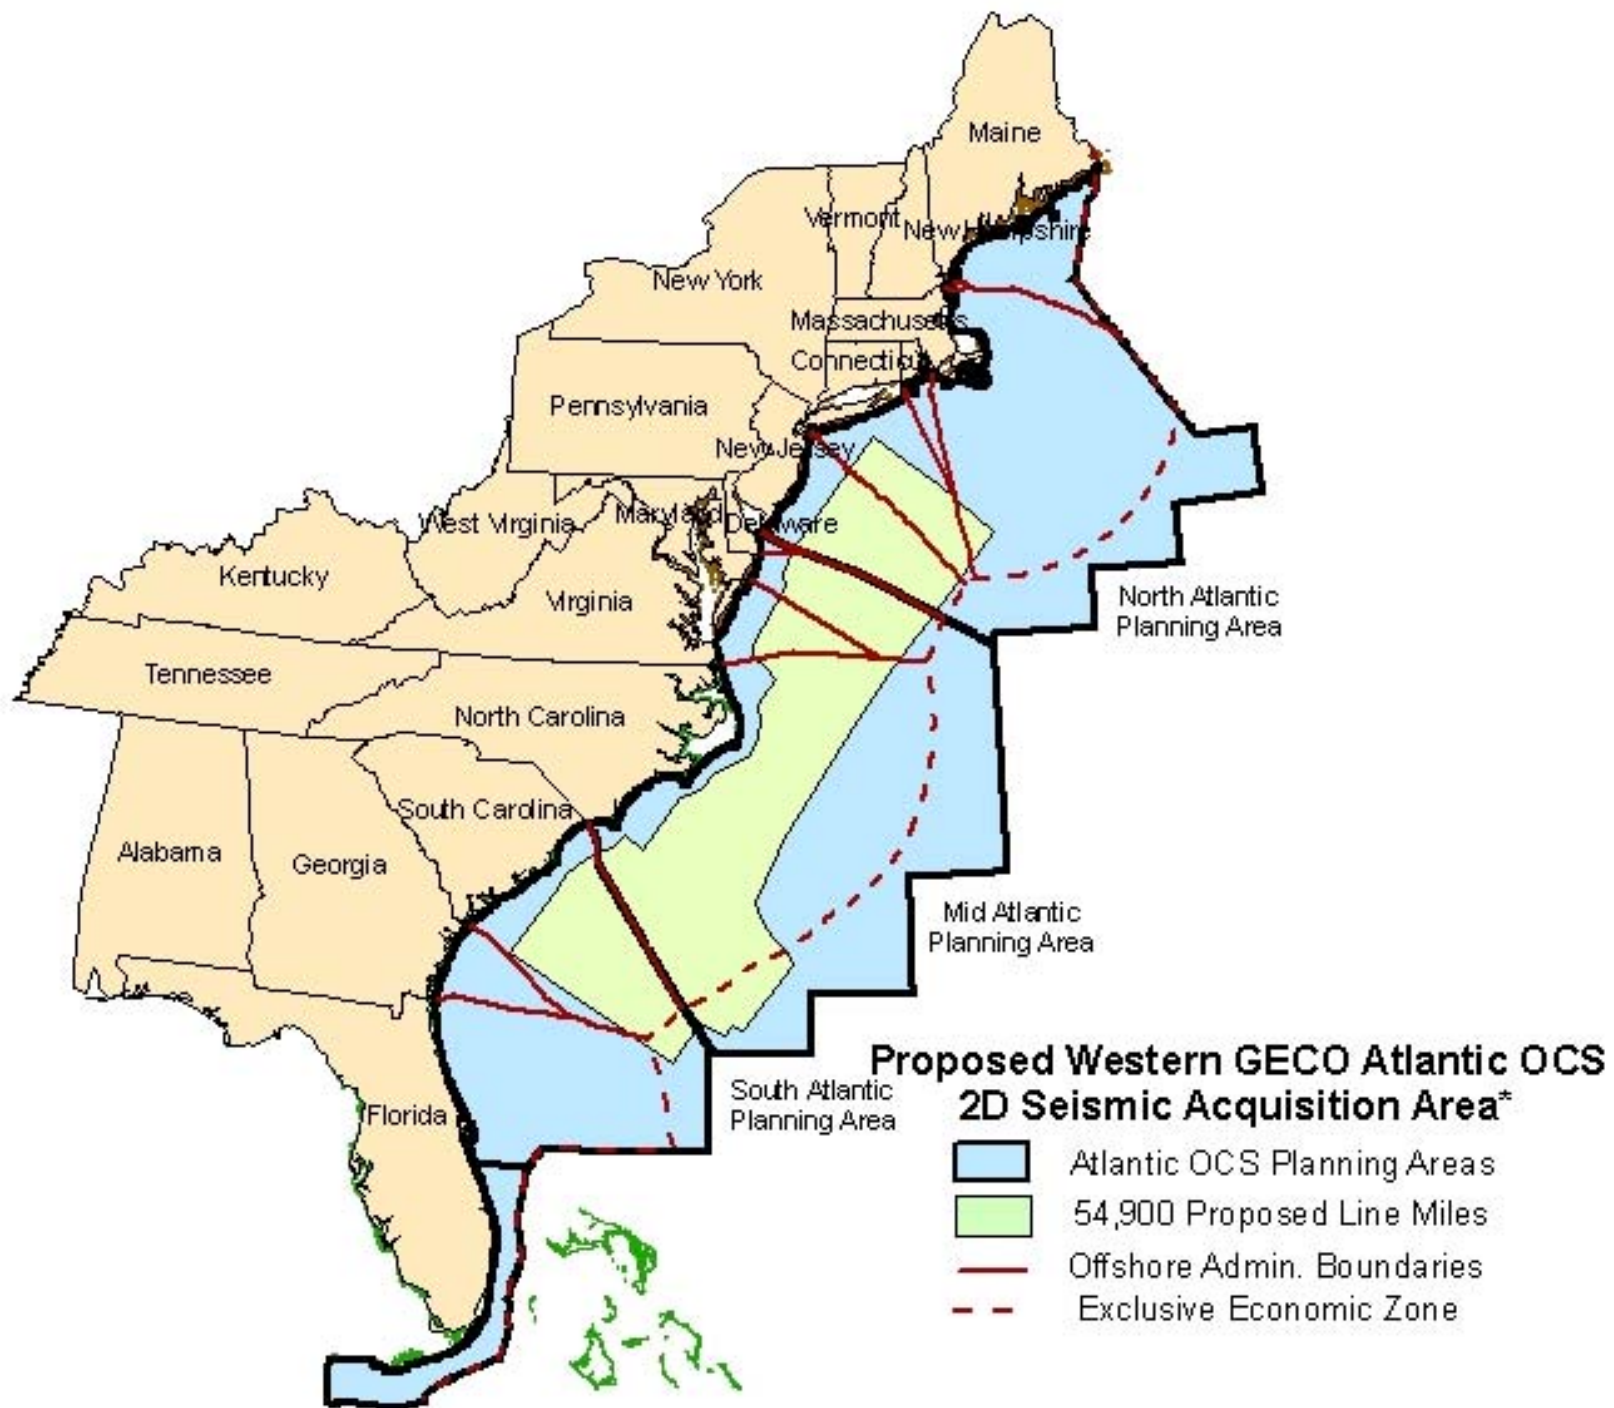 Maine
Vermont
New Hampshire
New York
Massachusetts
Connecticut
Pennsylvania
New Jersey
West Virginia
Maryland
Delaware
Kentucky
Virginia
North Atlantic
Planning Area
Tennessee
North Carolina
South Carolina
Alabama
Georgia
Mid Atlantic
Planning Area
Florida
South Atlantic
Planning Area
Proposed Western GECO Atlantic OCS
2D Seismic Acquisition Area*
Atlantic OCS Planning Areas
54,900 Proposed Line Miles
Offshore Admin. Boundaries
Exclusive Economic Zone